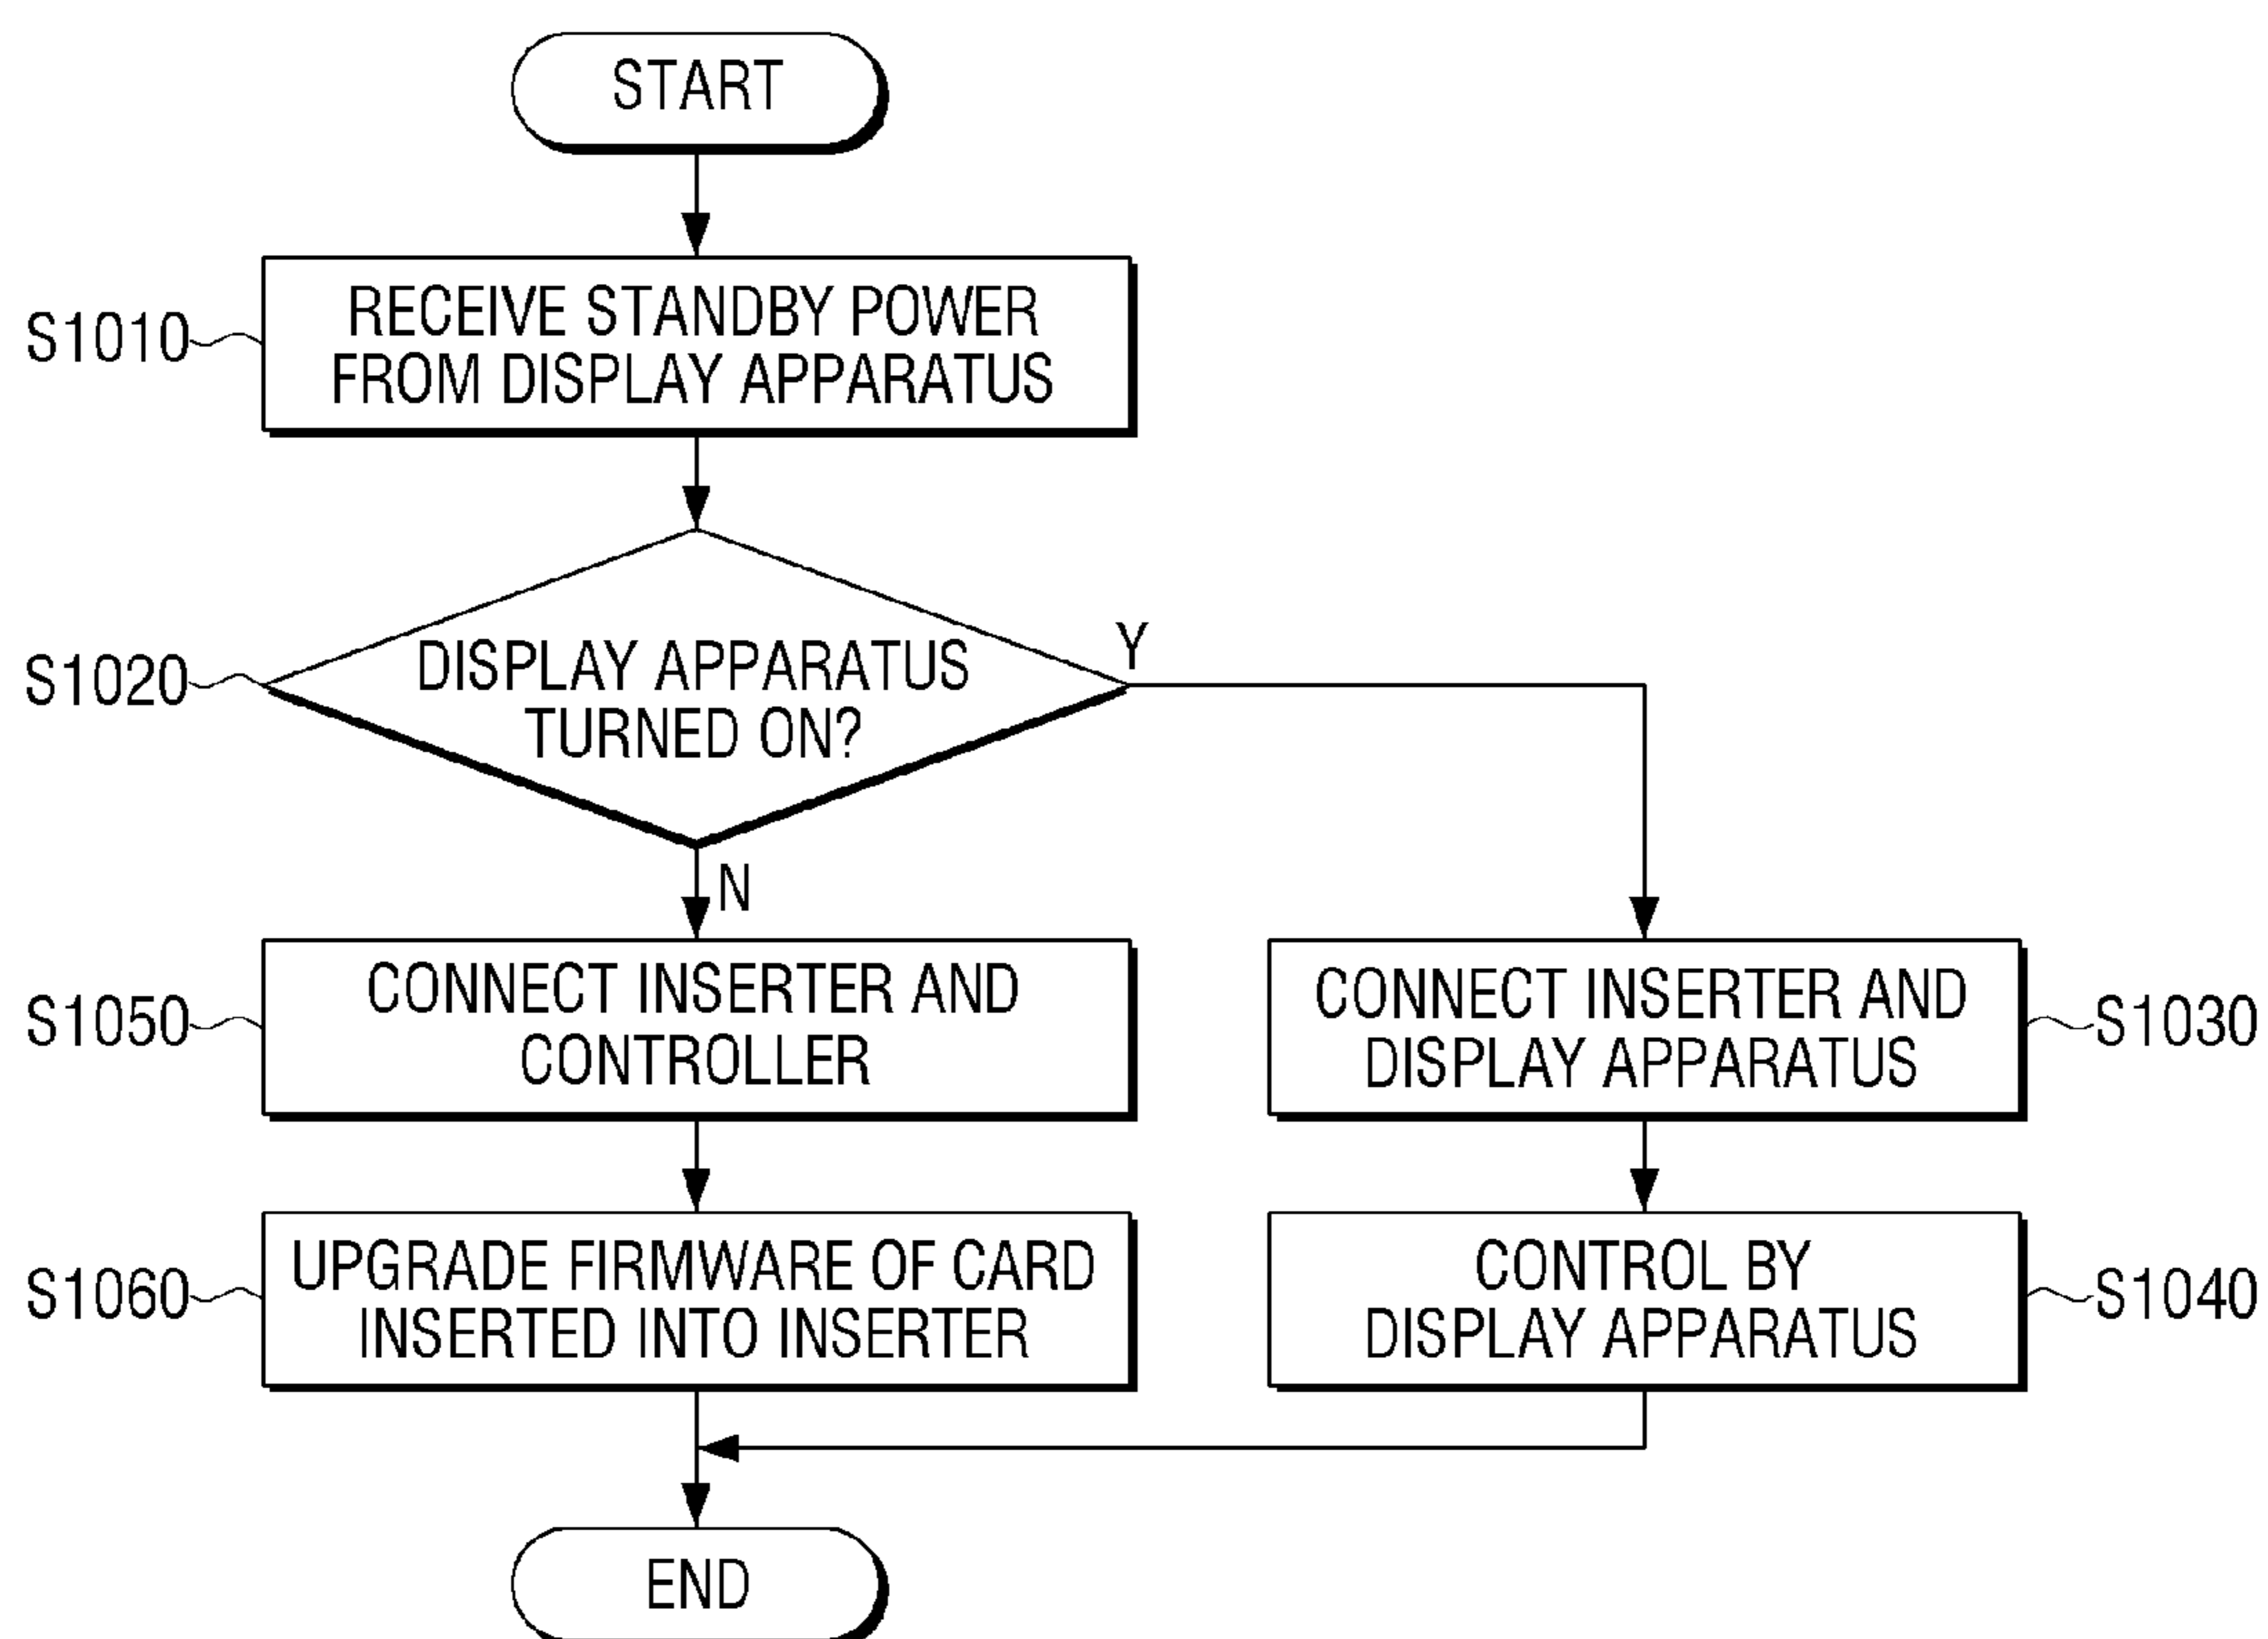 START
S1010
RECEIVE STANDBY POWER
FROM DISPLAY APPARATUS
S1020
DISPLAY APPARATUS
TURNED ON?
Y
N
S1050
CONNECT INSERTER AND
CONTROLLER
CONNECT INSERTER AND
DISPLAY APPARATUS
S1030
S1060
UPGRADE FIRMWARE OF CARD
INSERTED INTO INSERTER
CONTROL BY
DISPLAY APPARATUS
S1040
END